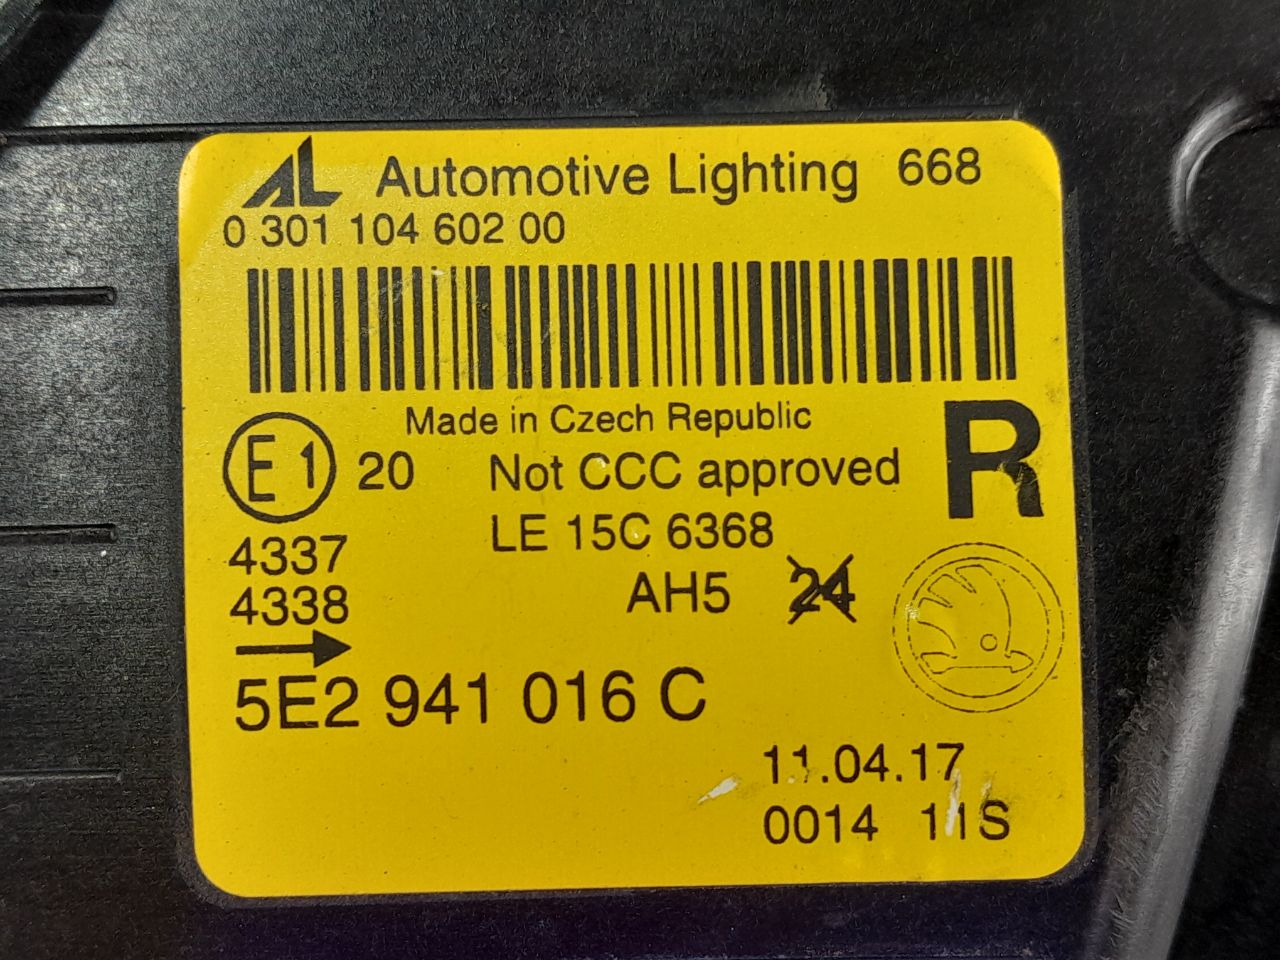 AL Automotive Lighting 668
0 301 104 602 00
Made in Czech Republic
E1 20 Not CCC approved R
LE 15C 6368
4337
4338
AH5 24
5E2 941 016 C
11.04.17
0014 11S